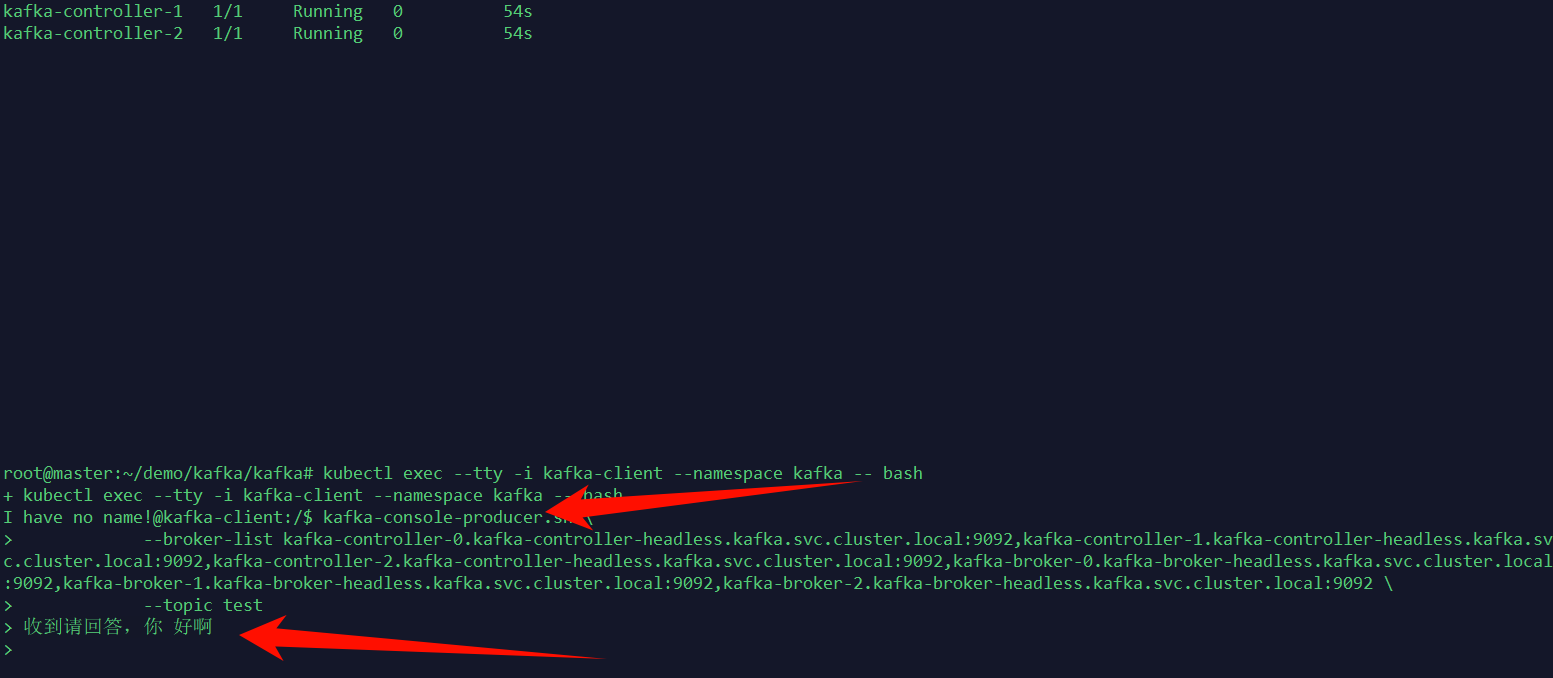 kafka-controller-1   1/1     Running   0          54s
kafka-controller-2   1/1     Running   0          54s
root@master:~/demo/kafka/kafka# kubectl exec --tty -i kafka-client --namespace kafka -- bash
+ kubectl exec --tty -i kafka-client --namespace kafka -- bash
I have no name!@kafka-client:/$ kafka-console-producer.sh \
>             --broker-list kafka-controller-0.kafka-controller-headless.kafka.svc.cluster.local:9092,kafka-controller-1.kafka-controller-headless.kafka.sv
c.cluster.local:9092,kafka-controller-2.kafka-controller-headless.kafka.svc.cluster.local:9092,kafka-broker-0.kafka-broker-headless.kafka.svc.cluster.local
:9092,kafka-broker-1.kafka-broker-headless.kafka.svc.cluster.local:9092,kafka-broker-2.kafka-broker-headless.kafka.svc.cluster.local:9092 \
>             --topic test
> 收到请回答，你 好啊
>